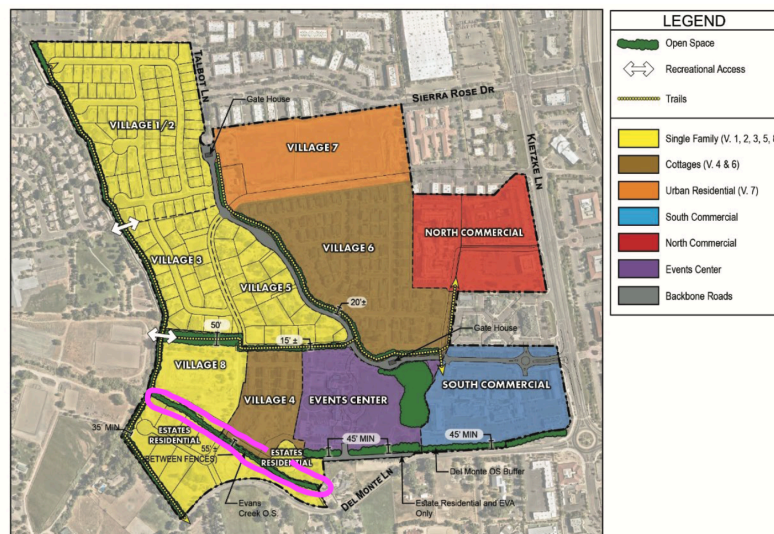 TALBOT LN
Gate House
SIERRA ROSE DR
KIETZKE LN
VILLAGE 1/2
VILLAGE 7
VILLAGE 6
NORTH COMMERCIAL
VILLAGE 3
VILLAGE 5
20'±
50'
15' ±
Gate House
VILLAGE 8
VILLAGE 4
EVENTS CENTER
SOUTH COMMERCIAL
35' MIN
ESTATES
RESIDENTIAL
55'±
(BETWEEN FENCES)
ESTATES
RESIDENTIAL
45' MIN
45' MIN
Evans
Creek O.S.
DEL MONTE LN
Del Monte OS Buffer
Estate Residential and EVA
Only
LEGEND
Open Space
Recreational Access
Trails
Single Family (V. 1, 2, 3, 5,
Cottages (V. 4 & 6)
Urban Residential (V. 7)
South Commercial
North Commercial
Events Center
Backbone Roads